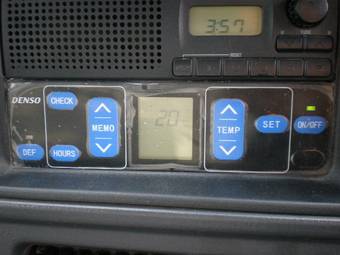 3:57
DENSO
CHECK
MEMO
-20
TEMP
SET
ON/OFF
DEF
HOURS